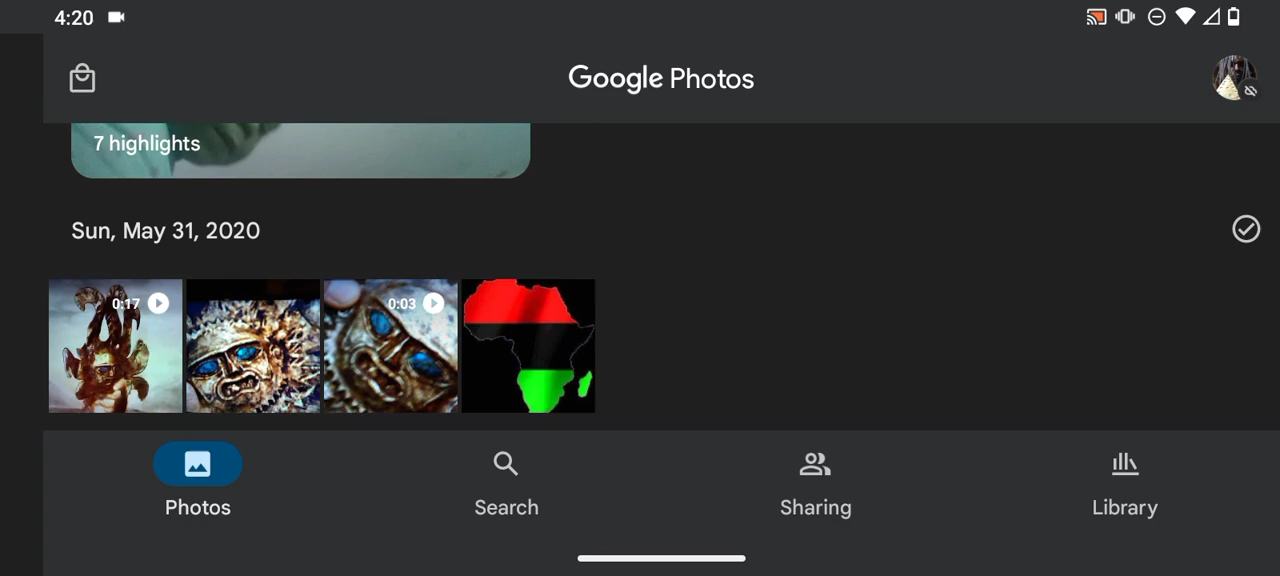 4:20
Google Photos
7 highlights
Sun, May 31, 2020
0:17
0:03
Photos
Search
Sharing
Library